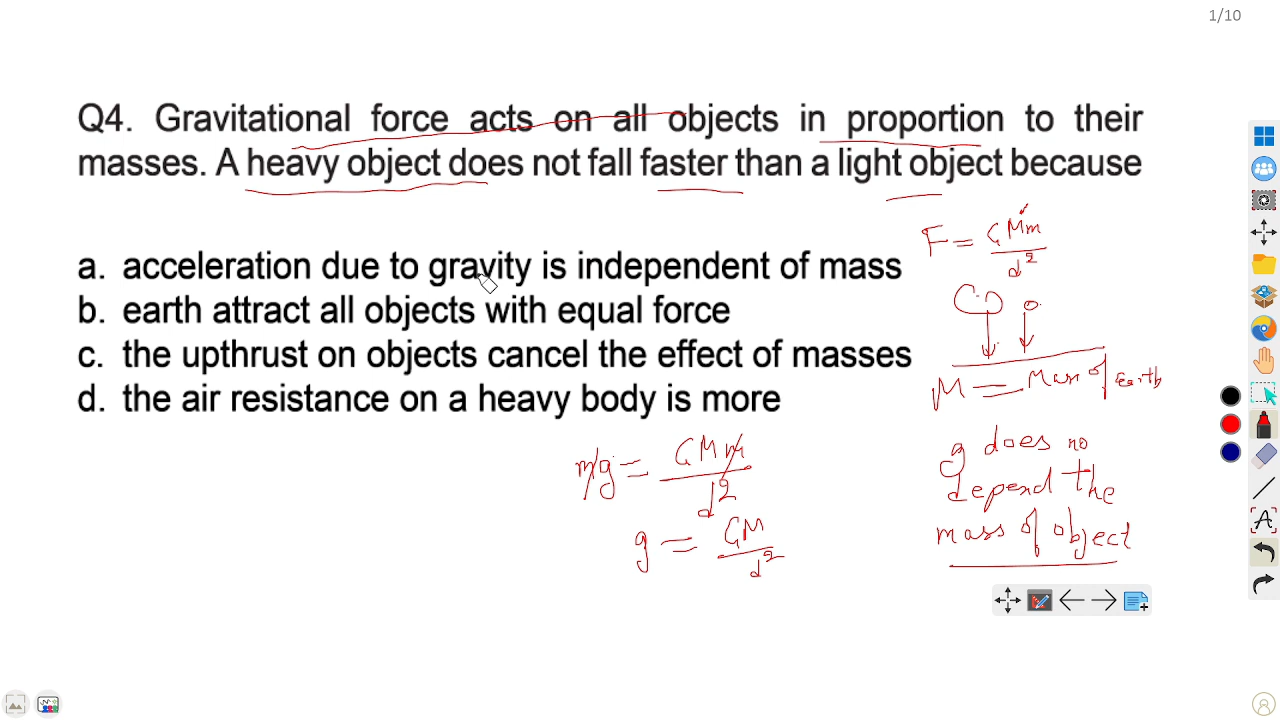 1/10
Q4. Gravitational force acts on all objects in proportion to their
masses. A heavy object does not fall faster than a light object because
a. acceleration due to gravity is independent of mass
b. earth attract all objects with equal force
c. the upthrust on objects cancel the effect of masses
d. the air resistance on a heavy body is more
F = GMm/d²
M = Mass of Earth
mg = GMm/d²
g = GM/d²
g does no
depend the
mass of object